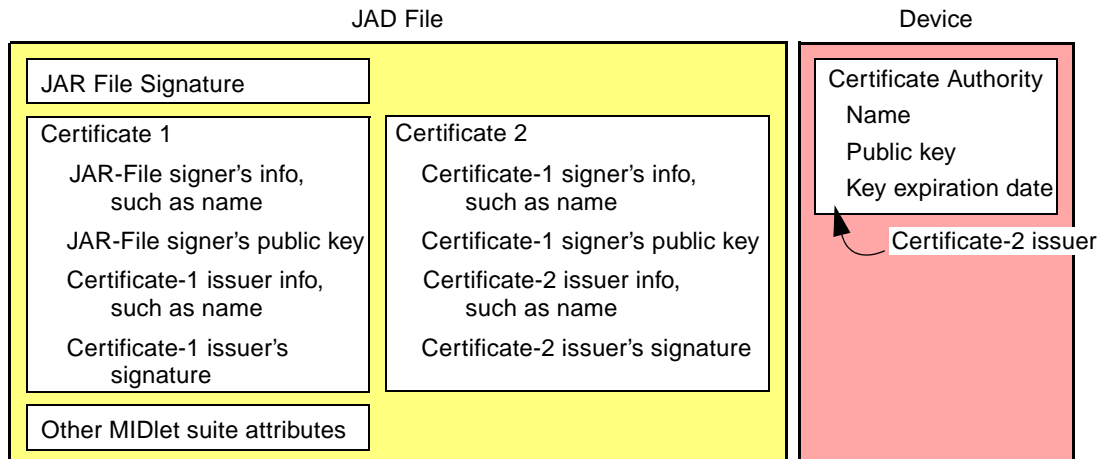 JAD File
Device
JAR File Signature
Certificate 1
JAR-File signer's info,
such as name
JAR-File signer's public key
Certificate-1 issuer info,
such as name
Certificate-1 issuer's
signature
Certificate 2
Certificate-1 signer's info,
such as name
Certificate-1 signer's public key
Certificate-2 issuer info,
such as name
Certificate-2 issuer's signature
Other MIDlet suite attributes
Certificate Authority
Name
Public key
Key expiration date
Certificate-2 issuer